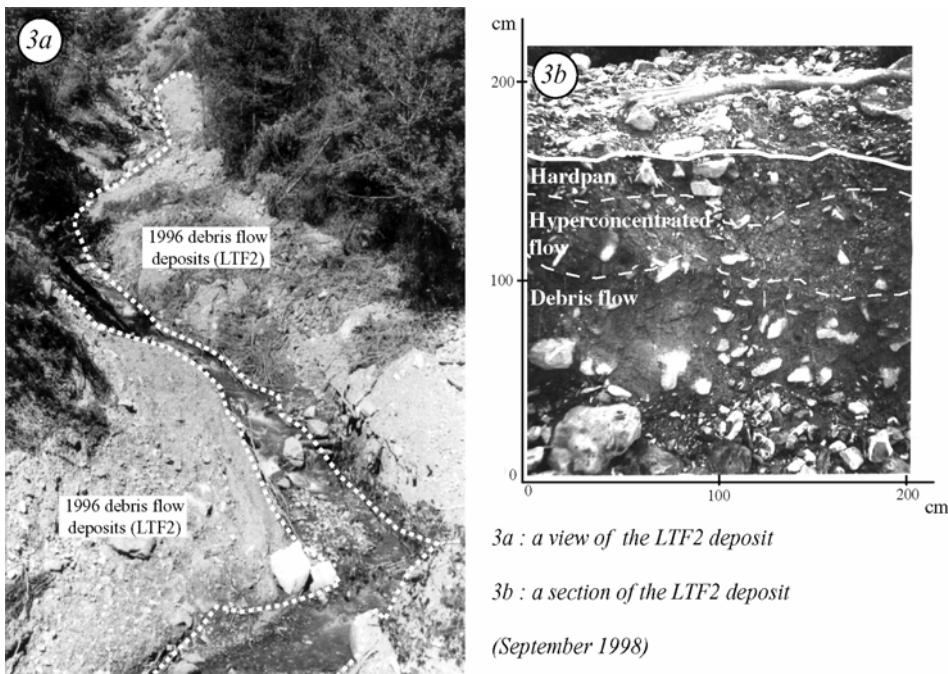 3a
1996 debris flow
deposits (LTF2)
1996 debris flow
deposits (LTF2)
cm
3b
200
Hardpan
Hyperconcentrated
flow
100
Debris flow
0
0
100
200
cm
3a : a view of the LTF2 deposit
3b : a section of the LTF2 deposit
(September 1998)